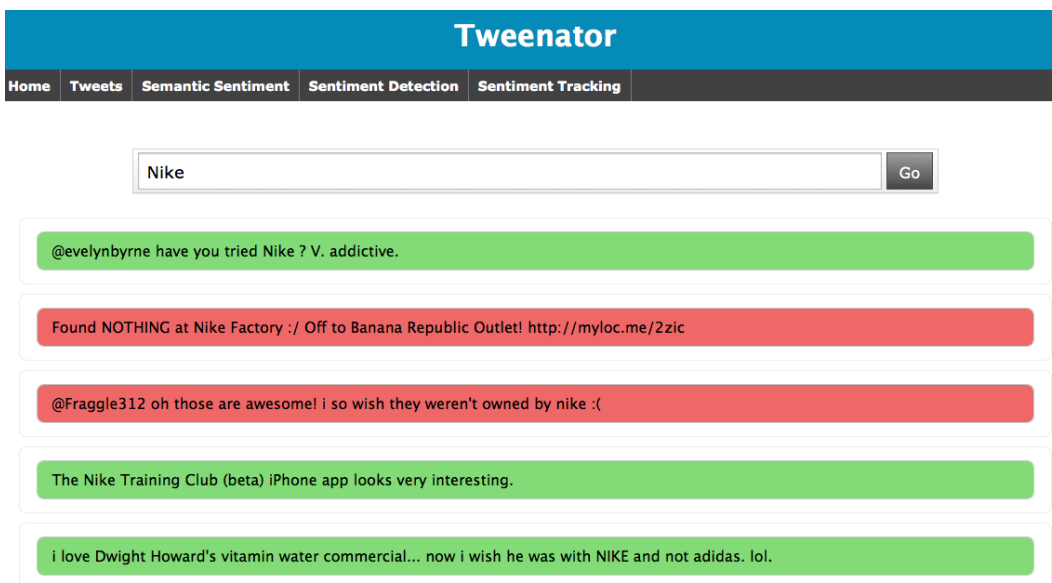 Tweenator
Home Tweets Semantic Sentiment Sentiment Detection Sentiment Tracking
Nike Go
@evelynbyrne have you tried Nike ? V. addictive.
Found NOTHING at Nike Factory :/ Off to Banana Republic Outlet! http://myloc.me/2zic
@Fraggle312 oh those are awesome! i so wish they weren't owned by nike :(
The Nike Training Club (beta) iPhone app looks very interesting.
i love Dwight Howard's vitamin water commercial... now i wish he was with NIKE and not adidas. lol.